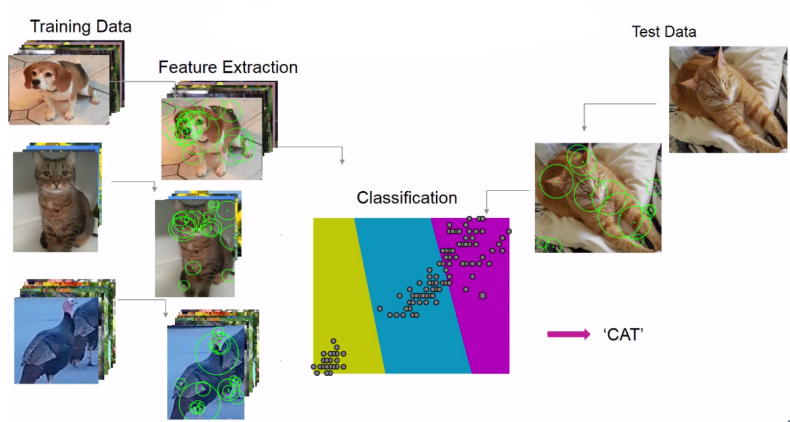 Training Data
Test Data
Feature Extraction
Classification
‘CAT’